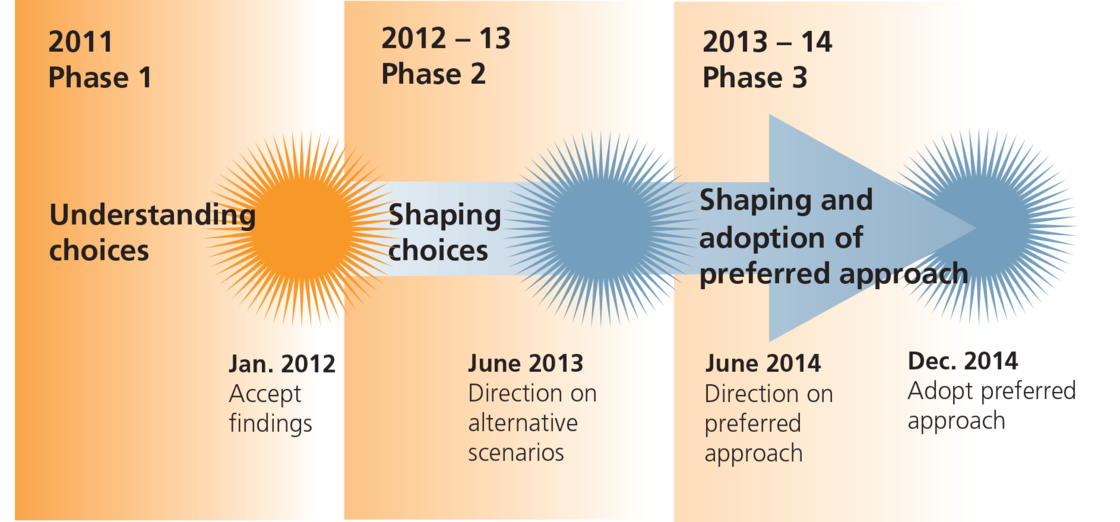 2011
Phase 1
2012 – 13
Phase 2
2013 – 14
Phase 3
Understanding
choices
Shaping
choices
Shaping and
adoption of
preferred approach
Jan. 2012
Accept
findings
June 2013
Direction on
alternative
scenarios
June 2014
Direction on
preferred
approach
Dec. 2014
Adopt preferred
approach